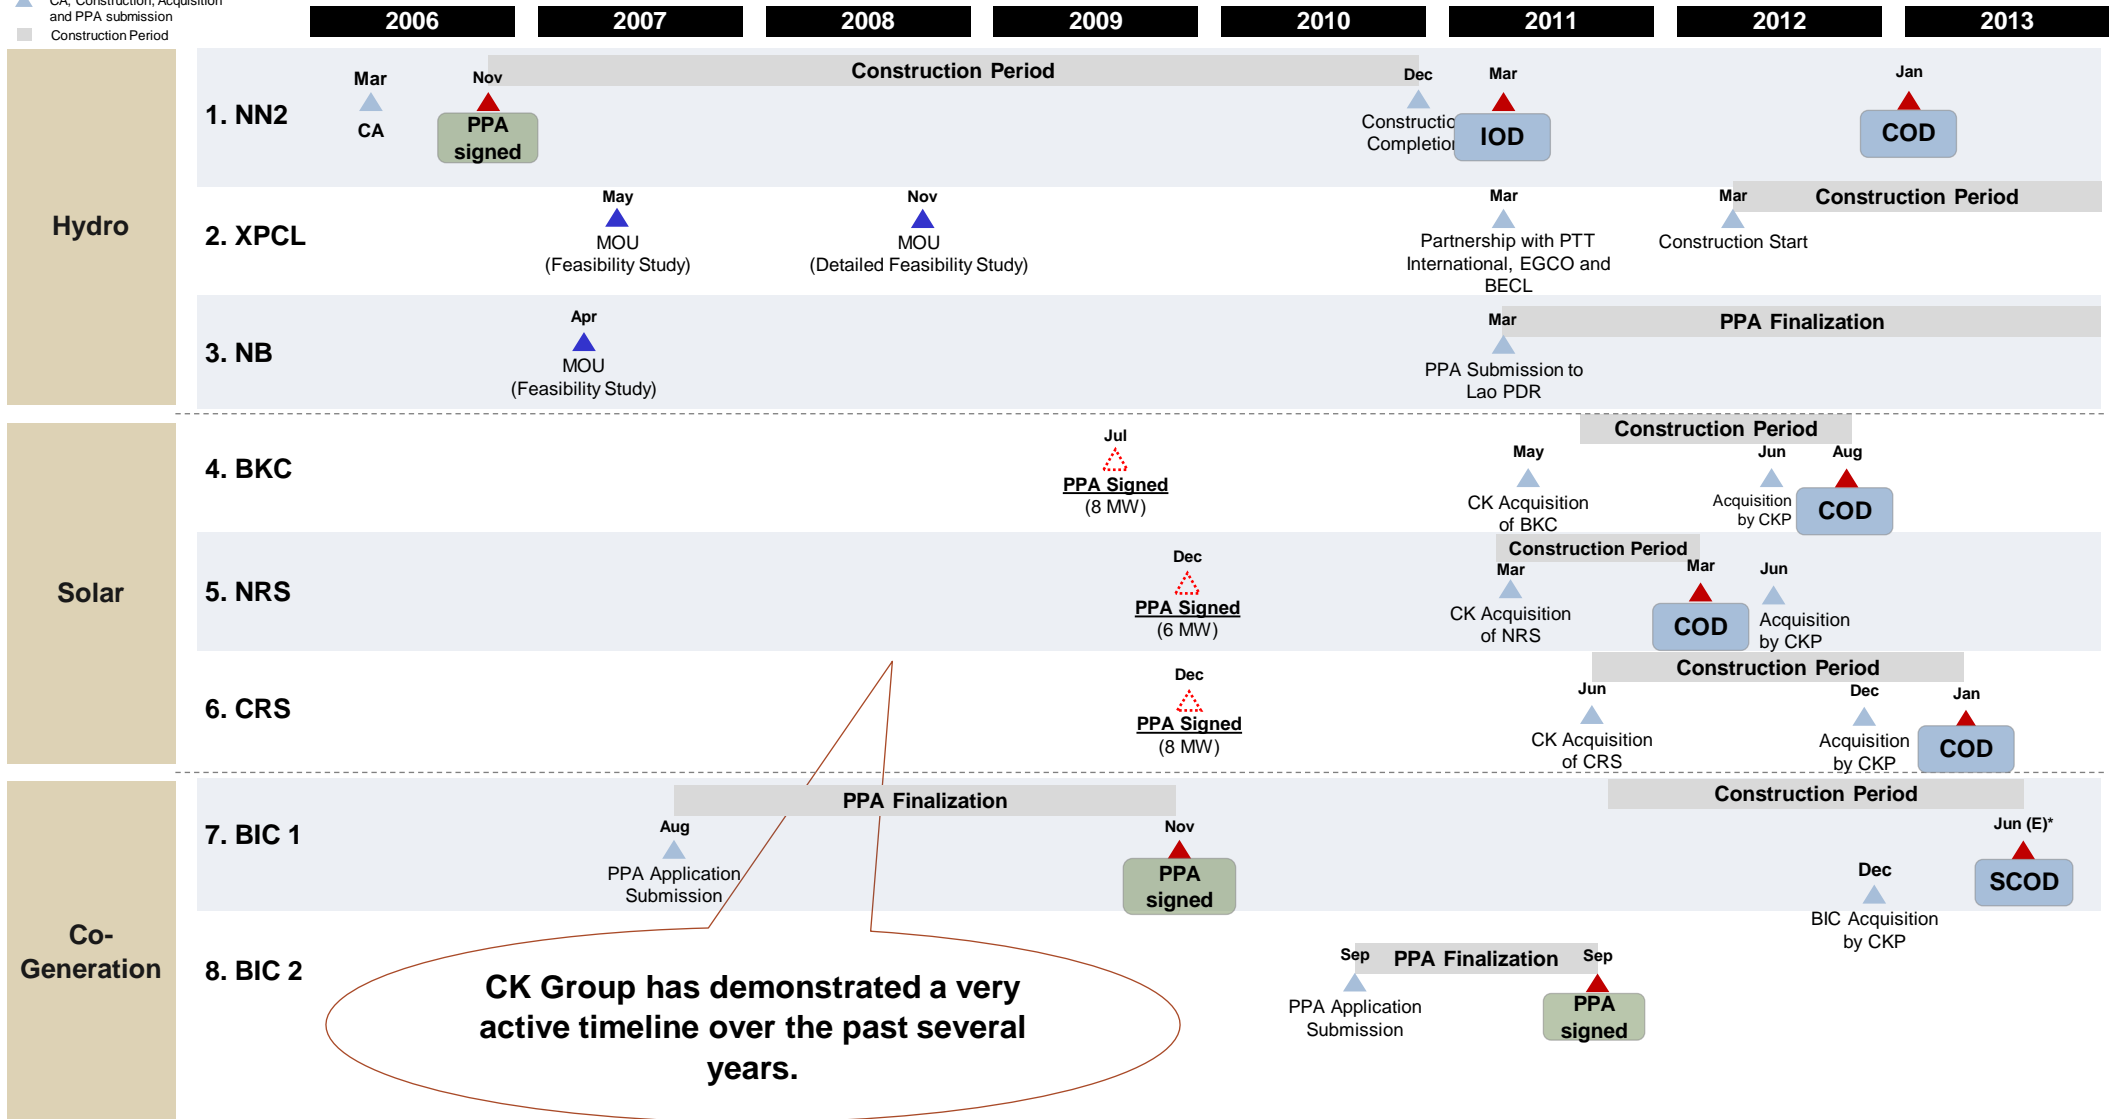 CA, Construction, Acquisition
and PPA submission
Construction Period
2006 2007 2008 2009 2010 2011 2012 2013
Hydro
1. NN2
Mar
CA
Nov
PPA
signed
Construction Period
Dec
Construction
Completion
Mar
IOD
Jan
COD
2. XPCL
May
MOU
(Feasibility Study)
Nov
MOU
(Detailed Feasibility Study)
Mar
Partnership with PTT
International, EGCO and
BECL
Mar
Construction Start
Construction Period
3. NB
Apr
MOU
(Feasibility Study)
Mar
PPA Submission to
Lao PDR
PPA Finalization
Solar
4. BKC
Jul
PPA Signed
(8 MW)
May
CK Acquisition
of BKC
Construction Period
Jun
Acquisition
by CKP
Aug
COD
5. NRS
Dec
PPA Signed
(6 MW)
Construction Period
Mar
CK Acquisition
of NRS
Mar
COD
Jun
Acquisition
by CKP
6. CRS
Dec
PPA Signed
(8 MW)
Construction Period
Jun
CK Acquisition
of CRS
Dec
Acquisition
by CKP
Jan
COD
Co-
Generation
7. BIC 1
PPA Finalization
Aug
PPA Application
Submission
Nov
PPA
signed
Construction Period
Dec
BIC Acquisition
by CKP
Jun (E)*
SCOD
8. BIC 2
Sep
PPA Application
Submission
PPA Finalization
Sep
PPA
signed
CK Group has demonstrated a very
active timeline over the past several
years.